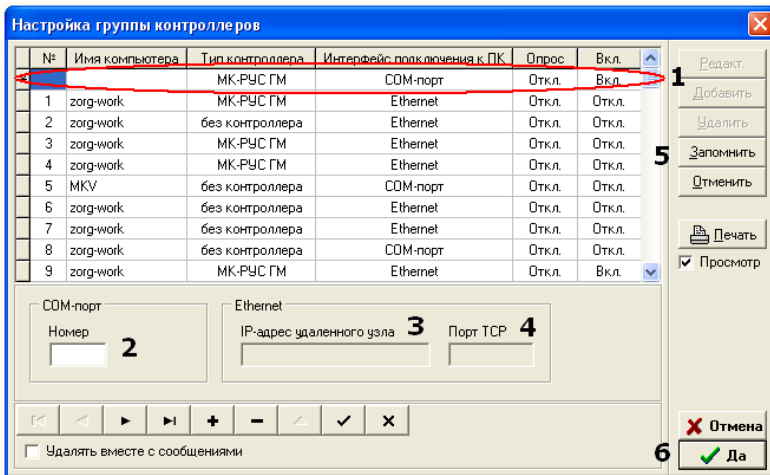 Настройка группы контроллеров
№ Имя компьютера Тип контроллера Интерфейс подключения к ПК Опрос Вкл.
МК-РУС ГМ COM-порт Откл. Вкл. 1
1 zorg-work МК-РУС ГМ Ethernet Откл. Откл.
2 zorg-work без контроллера Ethernet Откл. Откл.
3 zorg-work МК-РУС ГМ Ethernet Откл. Откл.
4 zorg-work МК-РУС ГМ Ethernet Откл. Откл.
5 MKV без контроллера COM-порт Откл. Откл.
6 zorg-work без контроллера Ethernet Откл. Откл.
7 zorg-work без контроллера Ethernet Откл. Откл.
8 zorg-work без контроллера COM-порт Откл. Откл.
9 zorg-work МК-РУС ГМ Ethernet Откл. Вкл.
Редакт.
Добавить
Удалить
5 Запомнить
Отменить
Печать
Просмотр
COM-порт
Номер 2
Ethernet
IP-адрес удаленного узла 3 Порт TCP 4
Удалять вместе с сообщениями
Отмена
6 Да